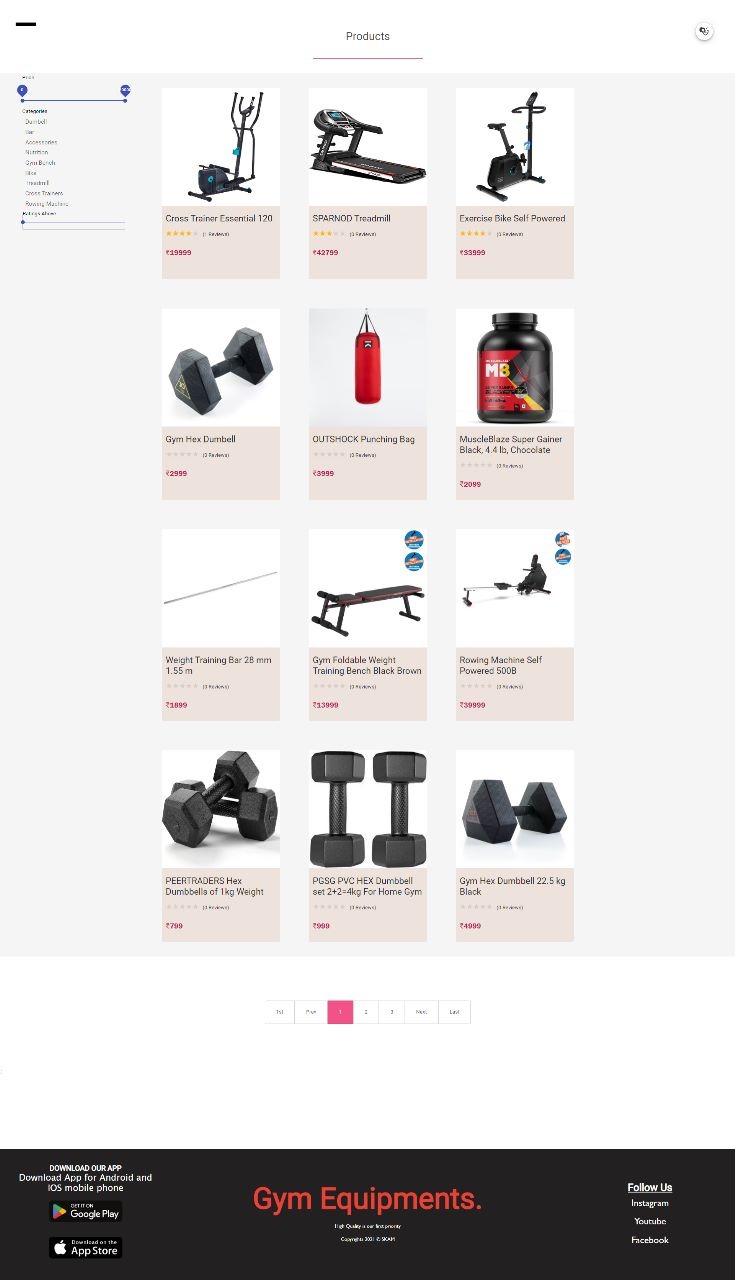 Products
Price
0
Categories
Dumbell
Bar
Accessories
Nutrition
Gym Bench
Bike
Treadmill
Cross Trainers
Rowing Machine
Ratings Above
Cross Trainer Essential 120
(1 Reviews)
₹19999
SPARNOD Treadmill
(0 Reviews)
₹42799
Exercise Bike Self Powered
(0 Reviews)
₹33999
Gym Hex Dumbell
(0 Reviews)
₹2999
OUTSHOCK Punching Bag
(0 Reviews)
₹3999
MB
MuscleBlaze Super Gainer
Black, 4.4 lb, Chocolate
(0 Reviews)
₹2099
Weight Training Bar 28 mm
1.55 m
(0 Reviews)
₹1899
Gym Foldable Weight
Training Bench Black Brown
(0 Reviews)
₹13999
Rowing Machine Self
Powered 500B
(0 Reviews)
₹39999
PEERTRADERS Hex
Dumbbells of 1kg Weight
(0 Reviews)
₹799
PGSG PVC HEX Dumbbell
set 2+2=4kg For Home Gym
(0 Reviews)
₹999
Gym Hex Dumbbell 22.5 kg
Black
(0 Reviews)
₹4999
1st Prev 1 2 3 Next Last
DOWNLOAD OUR APP
Download App for Android and
IOS mobile phone
GET IT ON
Google Play
Download on the
App Store
Gym Equipments.
High Quality is our first priority
Copyrights 2021 © SKAM
Follow Us
Instagram
Youtube
Facebook